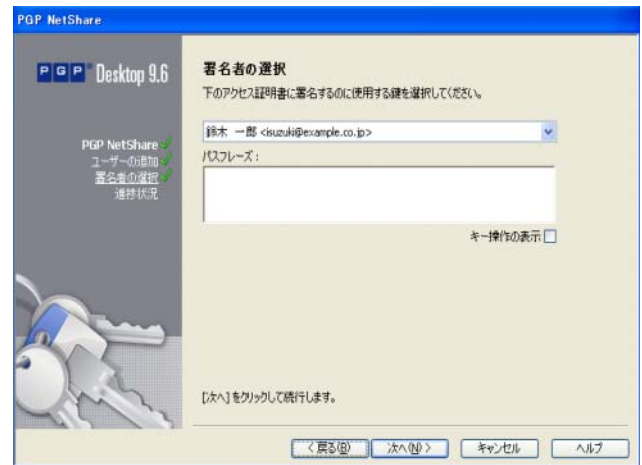 PGP NetShare
PGP Desktop 9.6
PGP NetShare
ユーザーの追加
署名者の選択
進捗状況
署名者の選択
下のアクセス証明書に署名するのに使用する鍵を選択してください。
鈴木 一郎 <isuzuki@example.co.jp>
パスフレーズ：
キー操作の表示
[次へ] をクリックして続行します。
< 戻る(B)
次へ(N) >
キャンセル
ヘルプ